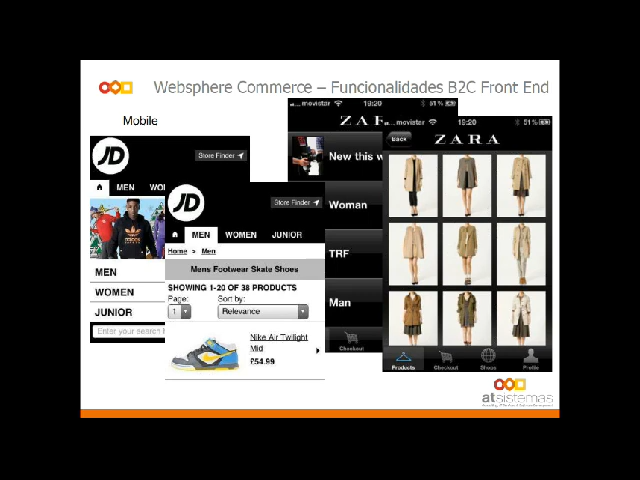 Websphere Commerce – Funcionalidades B2C Front End
Mobile
JD
Store Finder
MEN
MEN
WOMEN
JUNIOR
Enter your search
JD
Store Finder
MEN WOMEN JUNIOR
Home > Men
Mens Footwear Skate Shoes
SHOWING 1-20 OF 38 PRODUCTS
Page: Sort by:
1 Relevance
Nike Air Twilight
Mid
£54.99
movistar 19:20 51%
New this w
Woman
TRF
Man
Checkout
movistar 19:20 51%
Back ZARA
Products Checkout Shops Profile
atsistemas